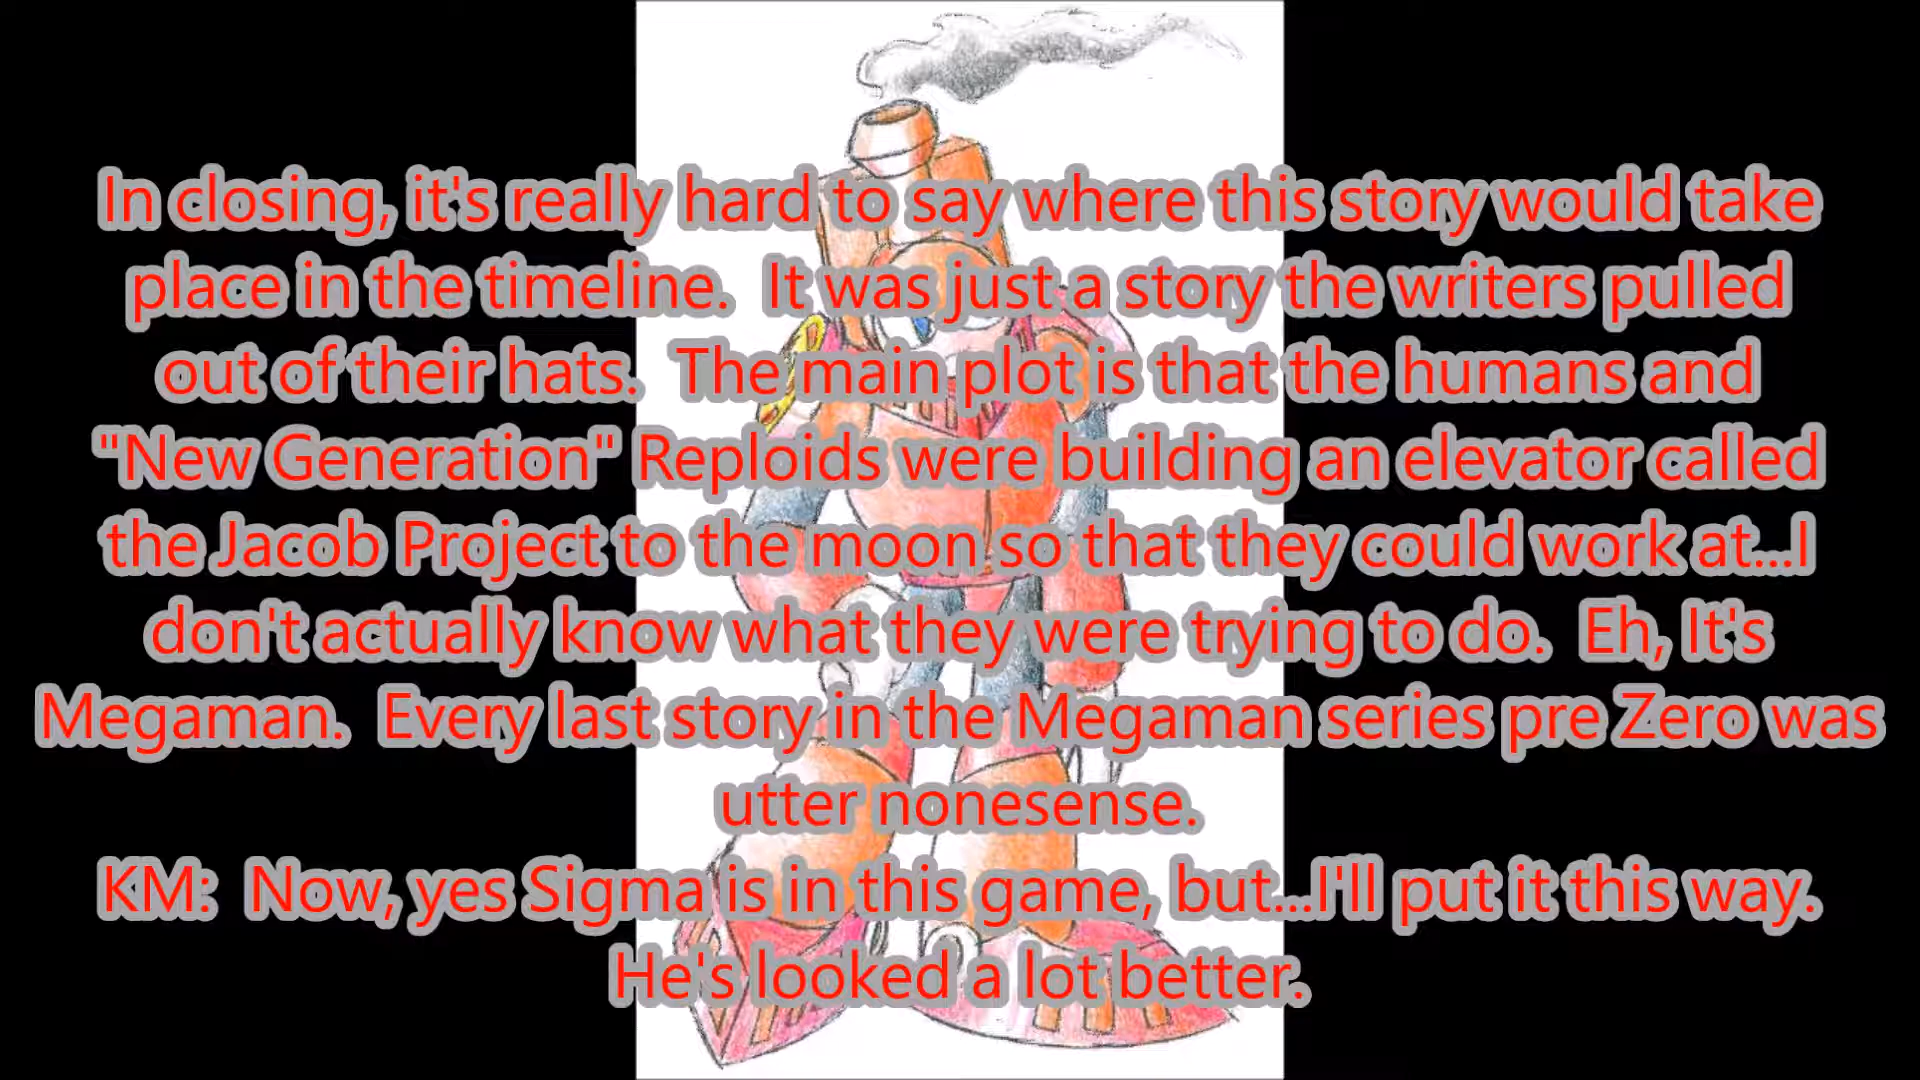 In closing, it's really hard to say where this story would take
place in the timeline.  It was just a story the writers pulled
out of their hats.  The main plot is that the humans and
"New Generation" Reploids were building an elevator called
the Jacob Project to the moon so that they could work at...I
don't actually know what they were trying to do.  Eh, It's
Megaman.  Every last story in the Megaman series pre Zero was
utter nonesense.
KM:  Now, yes Sigma is in this game, but...I'll put it this way.
He's looked a lot better.